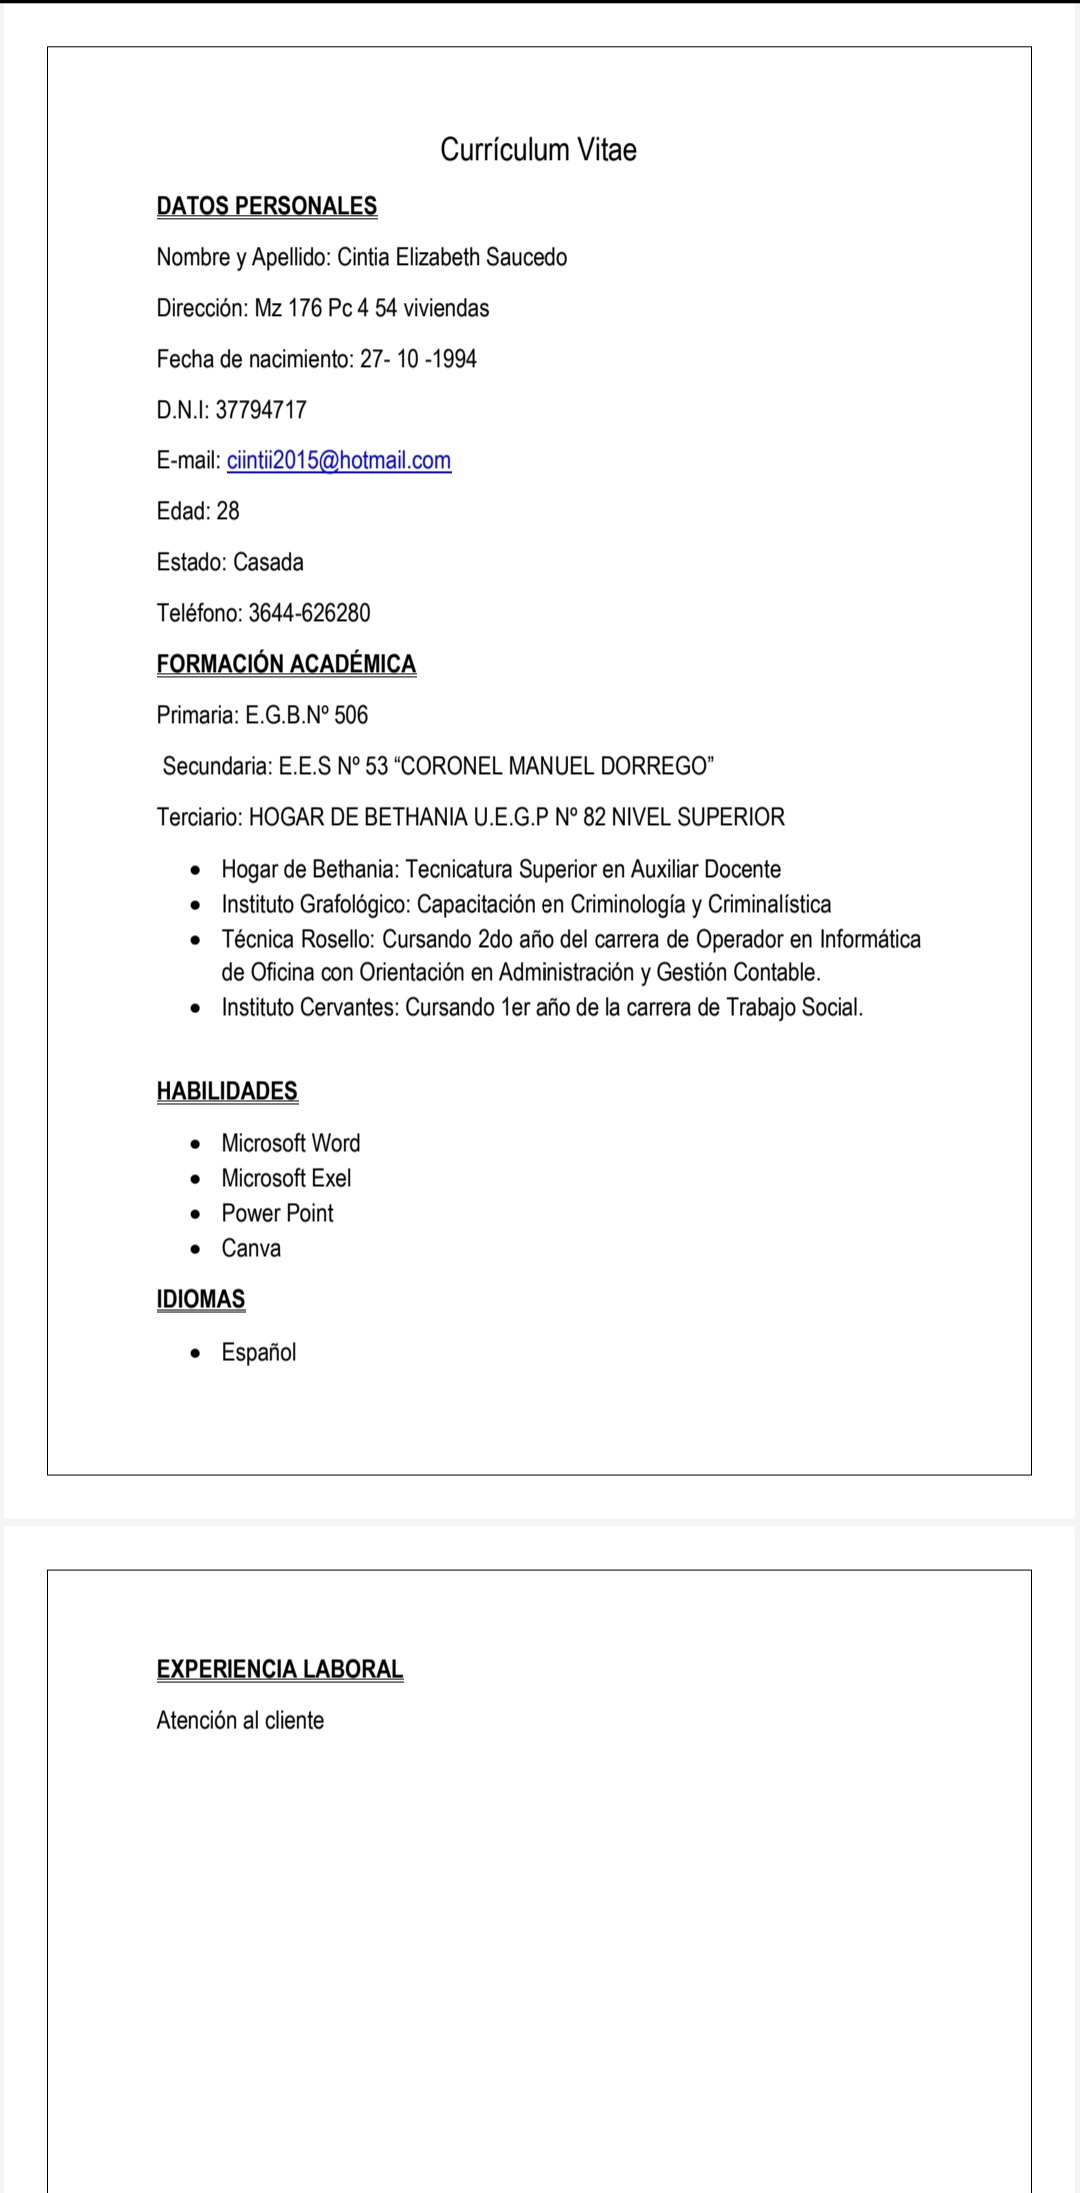 Currículum Vitae
DATOS PERSONALES
Nombre y Apellido: Cintia Elizabeth Saucedo
Dirección: Mz 176 Pc 4 54 viviendas
Fecha de nacimiento: 27- 10 -1994
D.N.I: 37794717
E-mail: ciintii2015@hotmail.com
Edad: 28
Estado: Casada
Teléfono: 3644-626280
FORMACIÓN ACADÉMICA
Primaria: E.G.B.Nº 506
Secundaria: E.E.S Nº 53 “CORONEL MANUEL DORREGO”
Terciario: HOGAR DE BETHANIA U.E.G.P Nº 82 NIVEL SUPERIOR
• Hogar de Bethania: Tecnicatura Superior en Auxiliar Docente
• Instituto Grafológico: Capacitación en Criminología y Criminalística
• Técnica Rosello: Cursando 2do año del carrera de Operador en Informática
de Oficina con Orientación en Administración y Gestión Contable.
• Instituto Cervantes: Cursando 1er año de la carrera de Trabajo Social.
HABILIDADES
• Microsoft Word
• Microsoft Exel
• Power Point
• Canva
IDIOMAS
• Español
EXPERIENCIA LABORAL
Atención al cliente